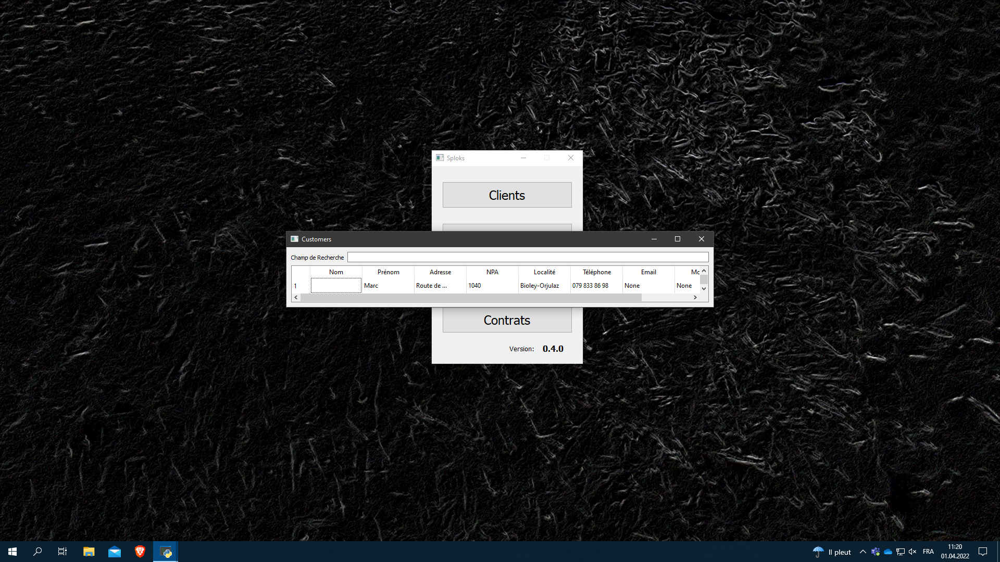 Sploks
Clients
Customers
Champ de Recherche
Nom Prénom Adresse NPA Localité Téléphone Email Mo
1 Marc Route de ... 1040 Bioley-Orjulaz 079 833 86 98 None None
Contrats
Version: 0.4.0
Il pleut FRA 11:20
01.04.2022